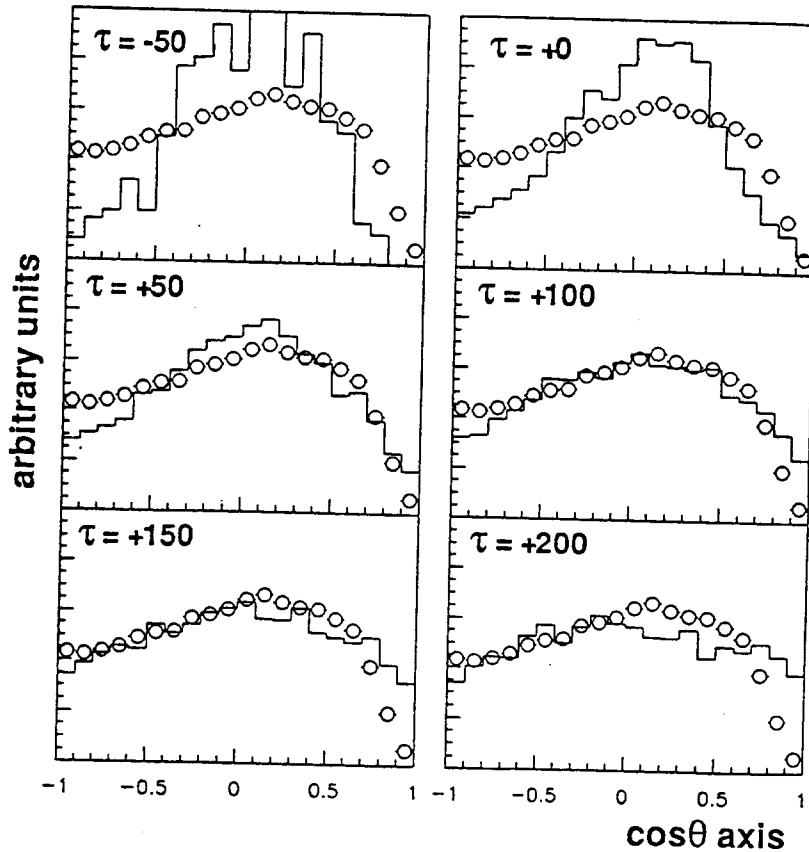 τ = -50
τ = +0
τ = +50
τ = +100
τ = +150
τ = +200
arbitrary units
-1 -0.5 0 0.5
-1 -0.5 0 0.5 1
cosθ axis